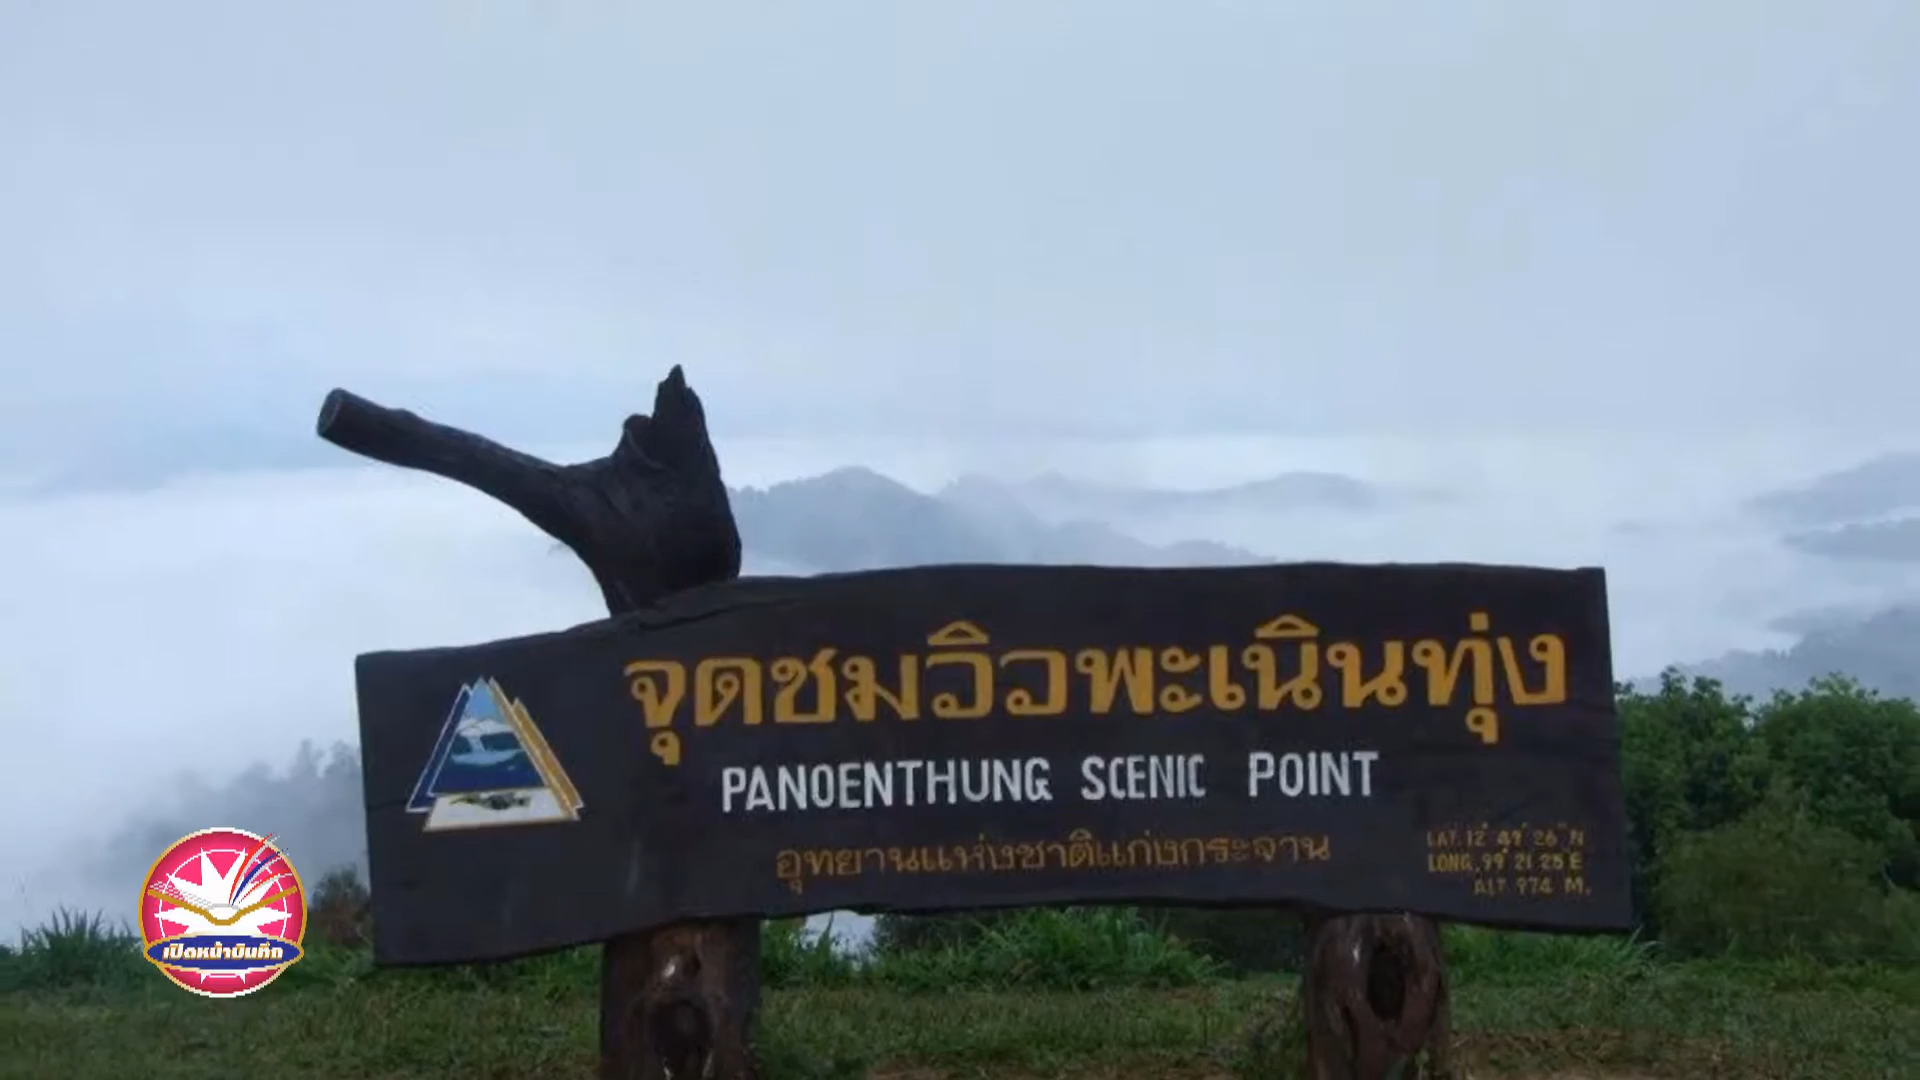 จุดชมวิวพะเนินทุ่ง
PANOENTHUNG SCENIC POINT
อุทยานแห่งชาติแก่งกระจาน
LAT. 12° 49' 26" N
LONG. 99° 21 25 E
ALT 974 M.
เปิดหน้าบันทึก